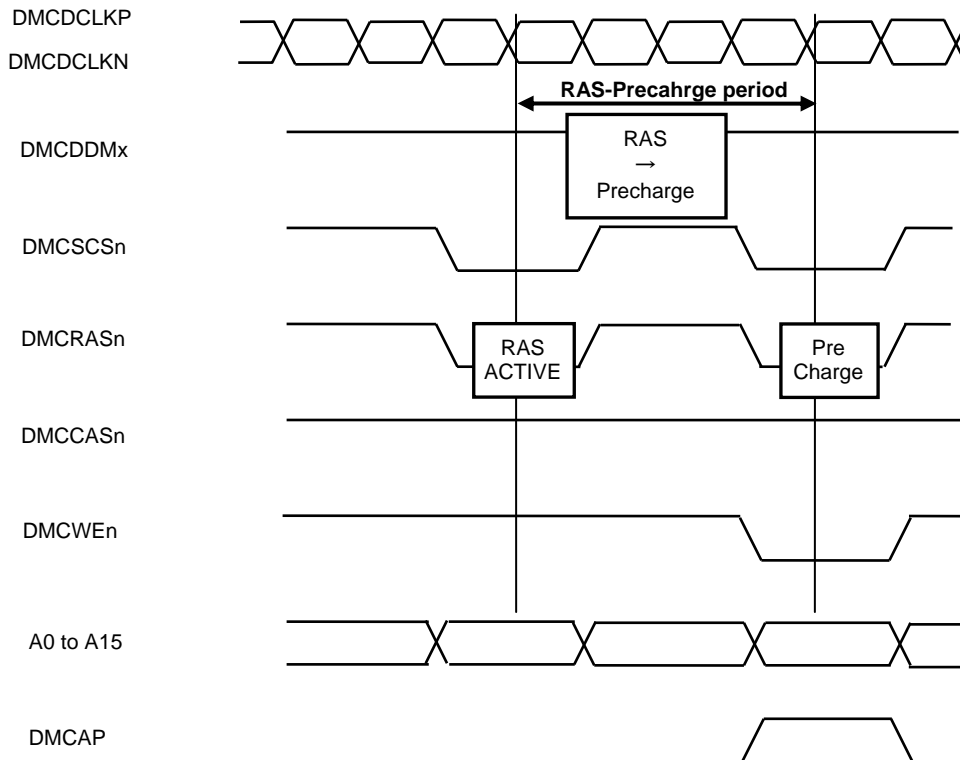 DMCDCLKP
DMCDCLKN
RAS-Precahrge period
DMCDDMx
RAS
→
Precharge
DMCSCSn
DMCRASn
RAS
ACTIVE
Pre
Charge
DMCCASn
DMCWEn
A0 to A15
DMCAP